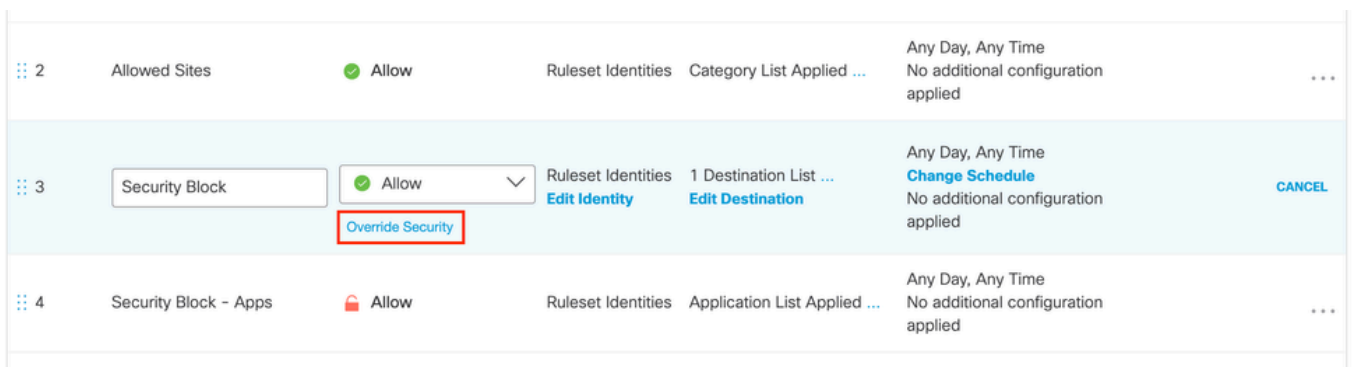 2 Allowed Sites Allow Ruleset Identities Category List Applied ... Any Day, Any Time
No additional configuration
applied
...
3 Security Block Allow Ruleset Identities 1 Destination List ... Any Day, Any Time
Override Security Edit Identity Edit Destination Change Schedule
No additional configuration
applied
CANCEL
4 Security Block - Apps Allow Ruleset Identities Application List Applied ... Any Day, Any Time
No additional configuration
applied
...